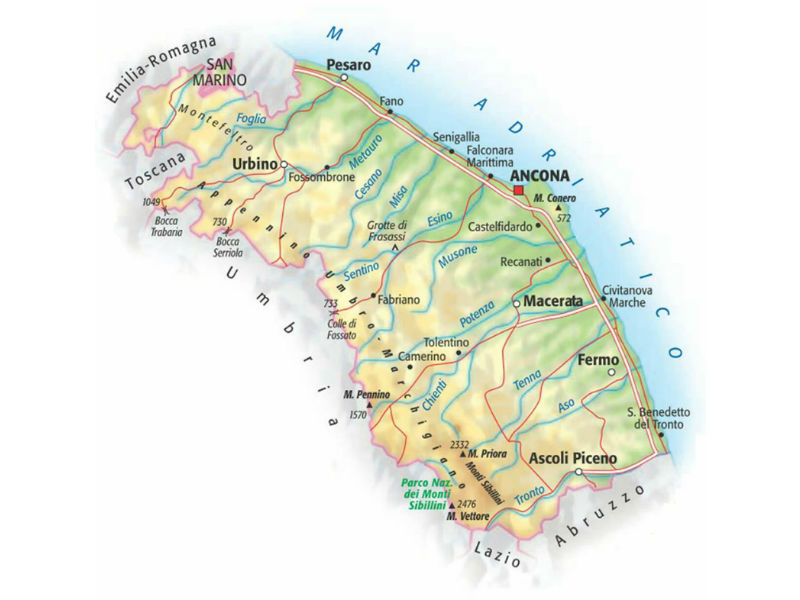 MAR ADRIATICO
Emilia-Romagna
SAN
MARINO
Pesaro
Fano
Montefeltro
Foglia
Senigallia
Metauro
Falconara
Marittima
Toscana
Urbino
Fossombrone
Cesano
Misa
ANCONA
M. Conero
572
1049
Bocca
Trabaria
730
Bocca
Serriola
Appennino Umbro-Marchigiano
Grotte di
Frasassi
Esino
Castelfidardo
Musone
Recanati
Sentino
Umbria
Fabriano
733
Colle di
Fossato
Potenza
Macerata
Civitanova
Marche
Tolentino
Camerino
Fermo
Chienti
Tenna
Aso
M. Pennino
1570
S. Benedetto
del Tronto
2332
M. Priora
Monti Sibillini
Ascoli Piceno
Parco Naz.
dei Monti
Sibillini
2476
M. Vettore
Tronto
Abruzzo
Lazio